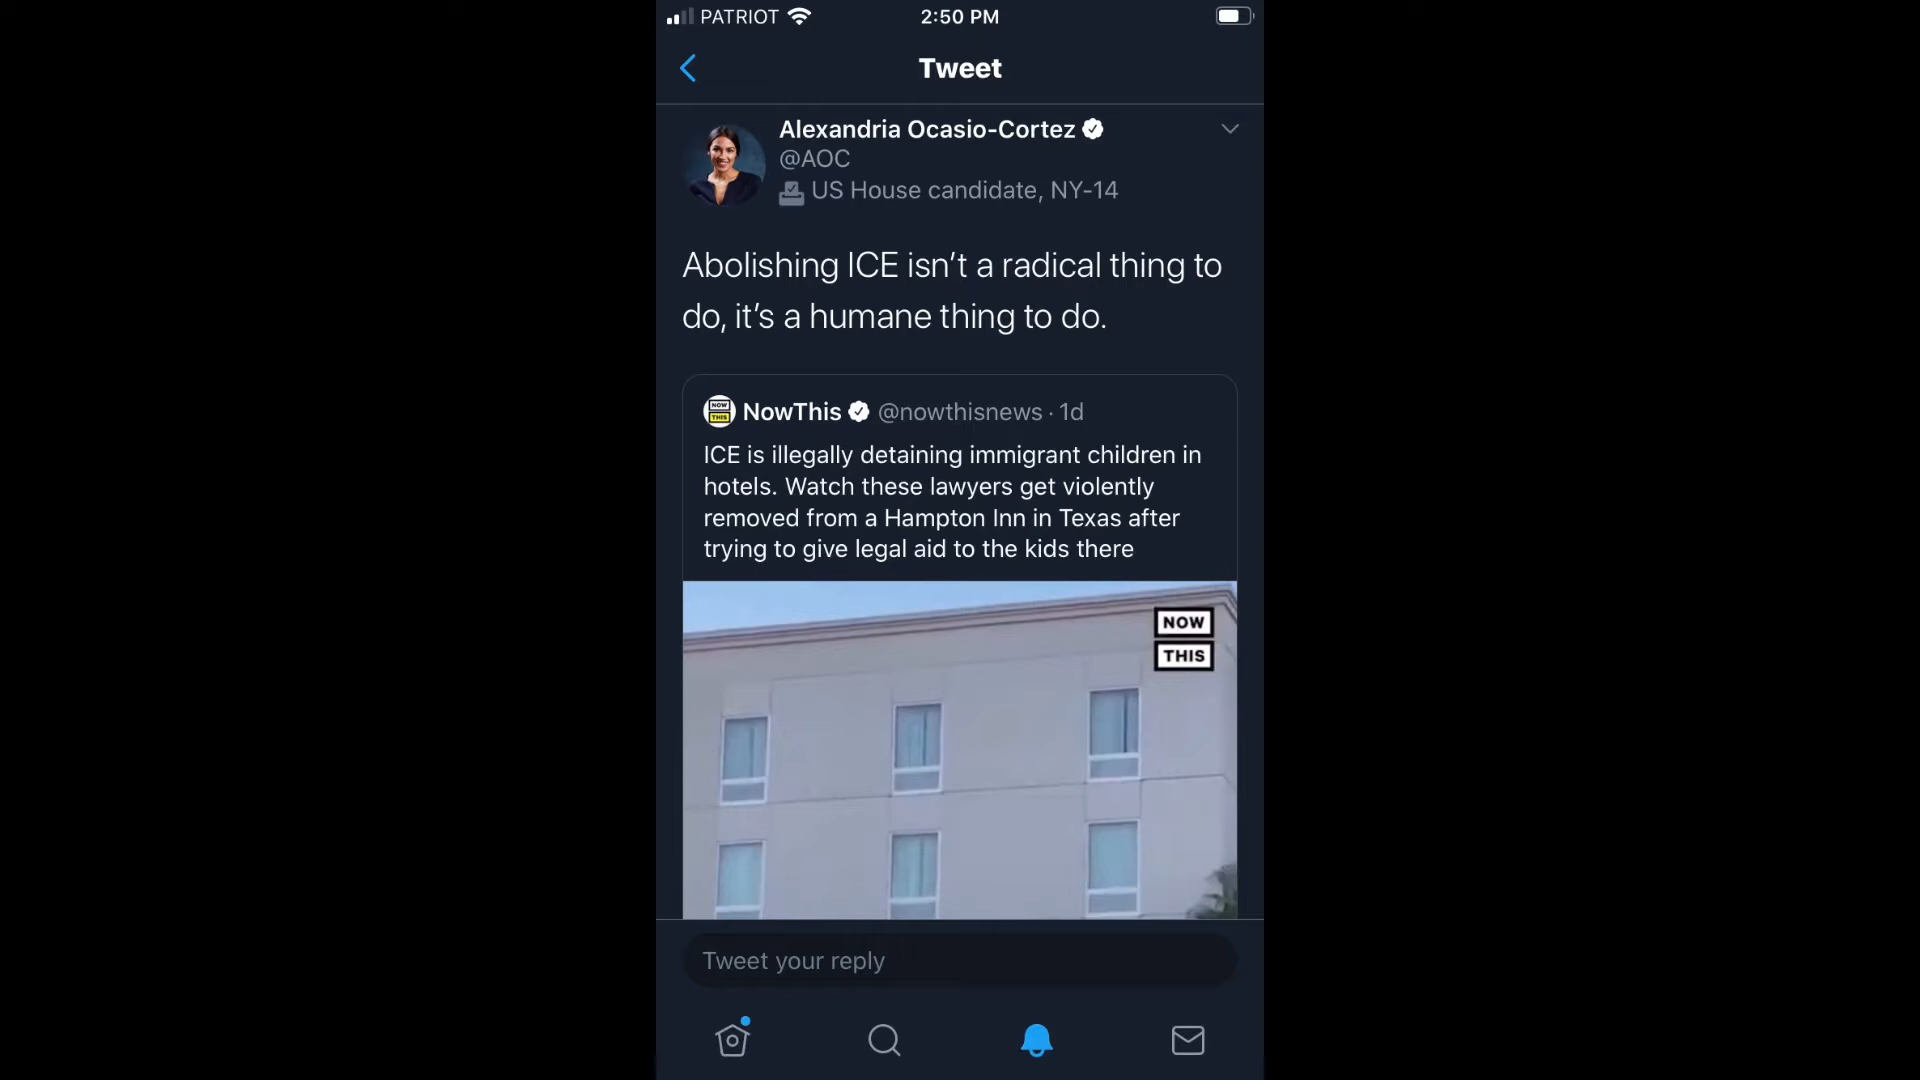 PATRIOT 2:50 PM
Tweet
Alexandria Ocasio-Cortez
@AOC
US House candidate, NY-14
Abolishing ICE isn’t a radical thing to
do, it’s a humane thing to do.
NOW
THIS
NowThis @nowthisnews · 1d
ICE is illegally detaining immigrant children in
hotels. Watch these lawyers get violently
removed from a Hampton Inn in Texas after
trying to give legal aid to the kids there
NOW
THIS
Tweet your reply